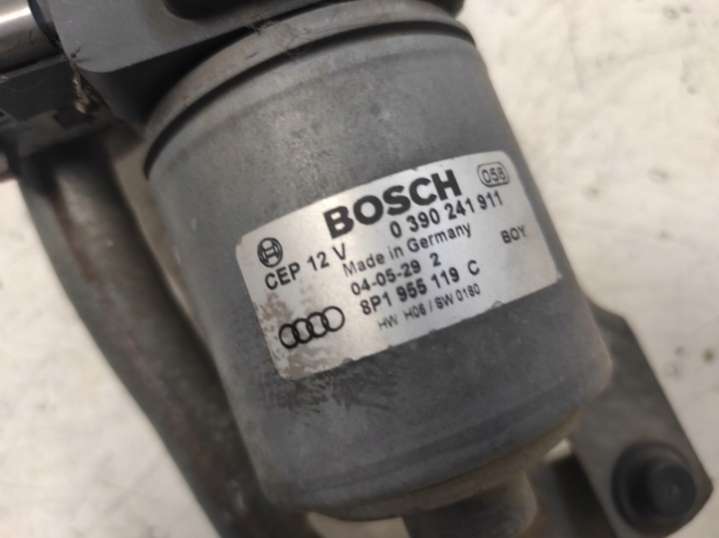 BOSCH 058
CEP 12 V 0 390 241 911
Made in Germany BOY
04-05-29 2
8P1 955 119 C
HW H06 / SW 0180